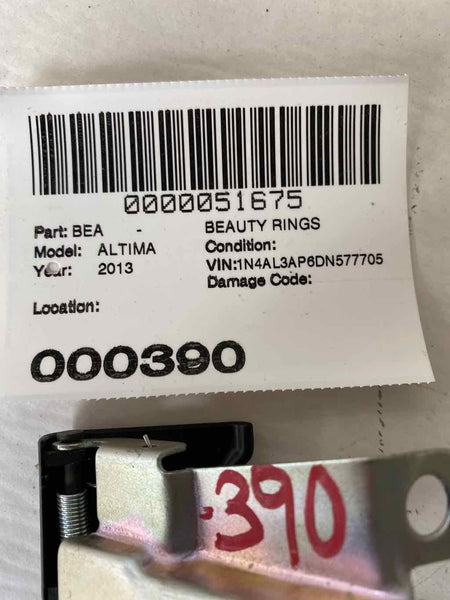 0000051675
Part: BEA - BEAUTY RINGS
Model: ALTIMA Condition:
Year: 2013 VIN:1N4AL3AP6DN577705
Damage Code:
Location:
000390
390